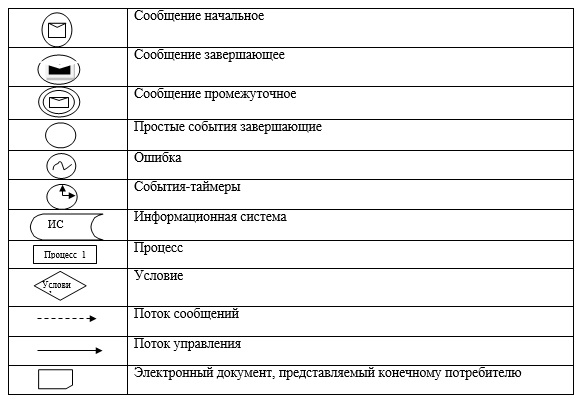 Сообщение начальное
Сообщение завершающее
Сообщение промежуточное
Простые события завершающие
Ошибка
События-таймеры
ИС
Информационная система
Процесс 1
Процесс
Услови
Условие
Поток сообщений
Поток управления
Электронный документ, представляемый конечному потребителю